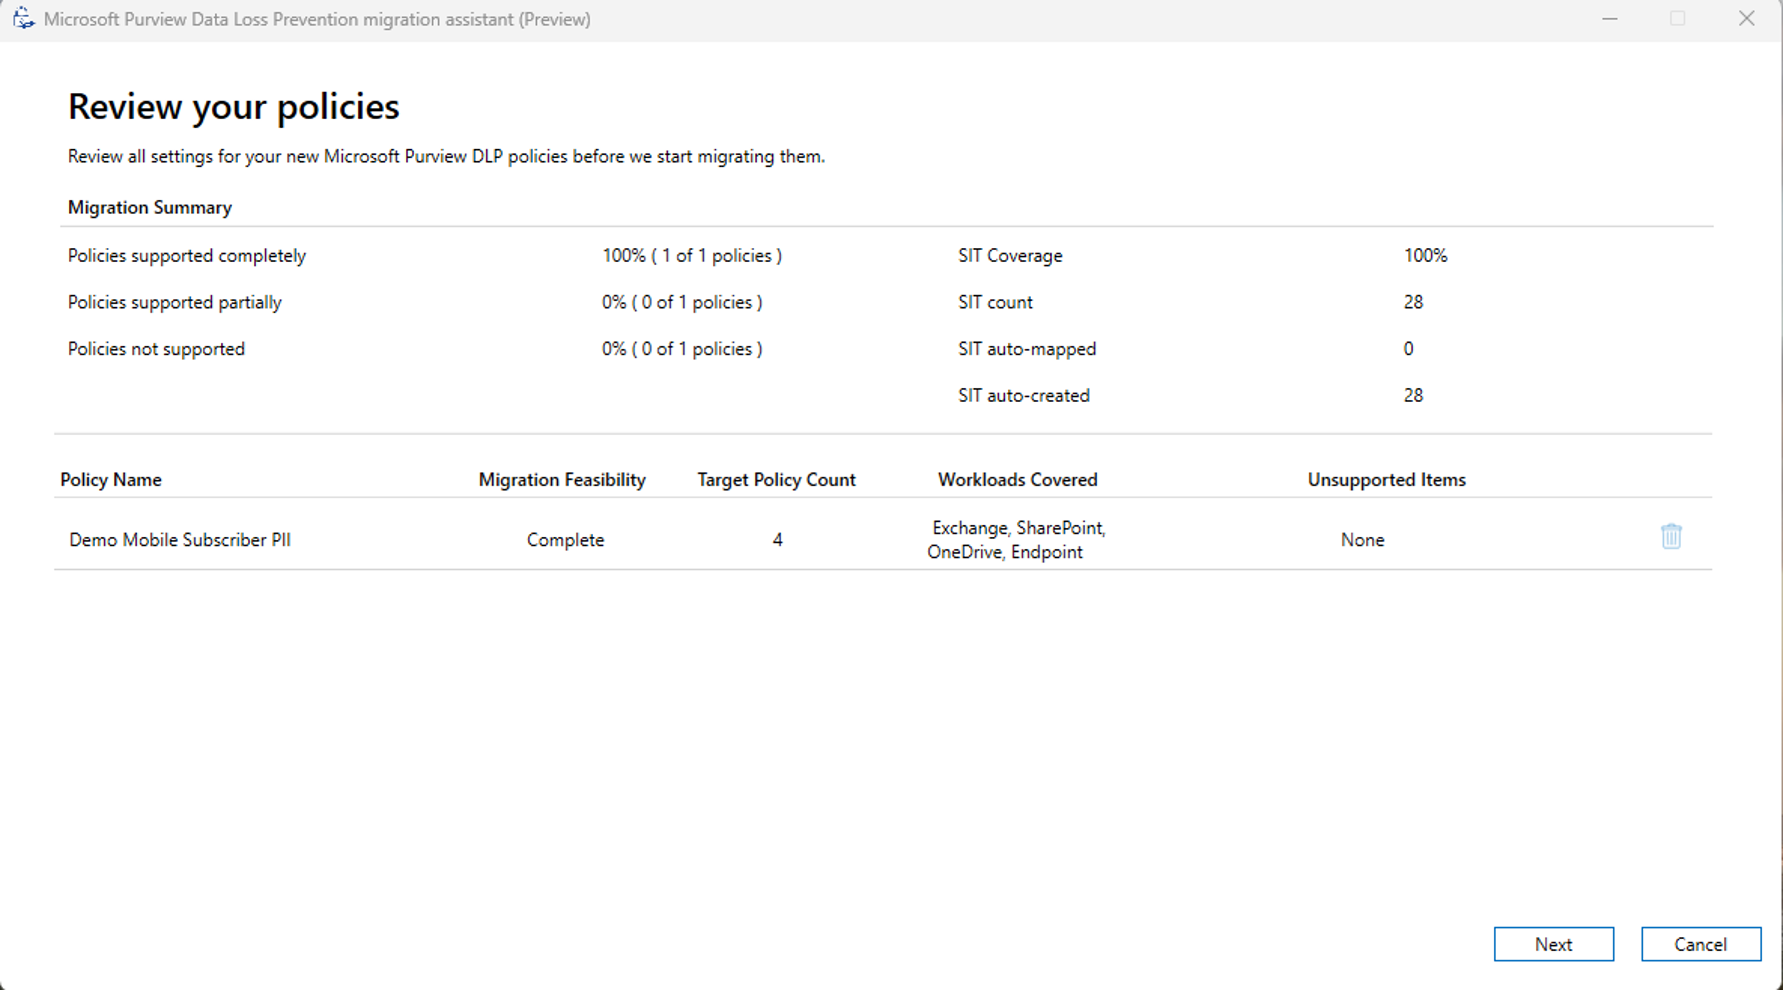 Microsoft Purview Data Loss Prevention migration assistant (Preview)
Review your policies
Review all settings for your new Microsoft Purview DLP policies before we start migrating them.
Migration Summary
Policies supported completely 100% ( 1 of 1 policies ) SIT Coverage 100%
Policies supported partially 0% ( 0 of 1 policies ) SIT count 28
Policies not supported 0% ( 0 of 1 policies ) SIT auto-mapped 0
SIT auto-created 28
Policy Name Migration Feasibility Target Policy Count Workloads Covered Unsupported Items
Demo Mobile Subscriber PII Complete 4 Exchange, SharePoint, None
OneDrive, Endpoint
Next Cancel